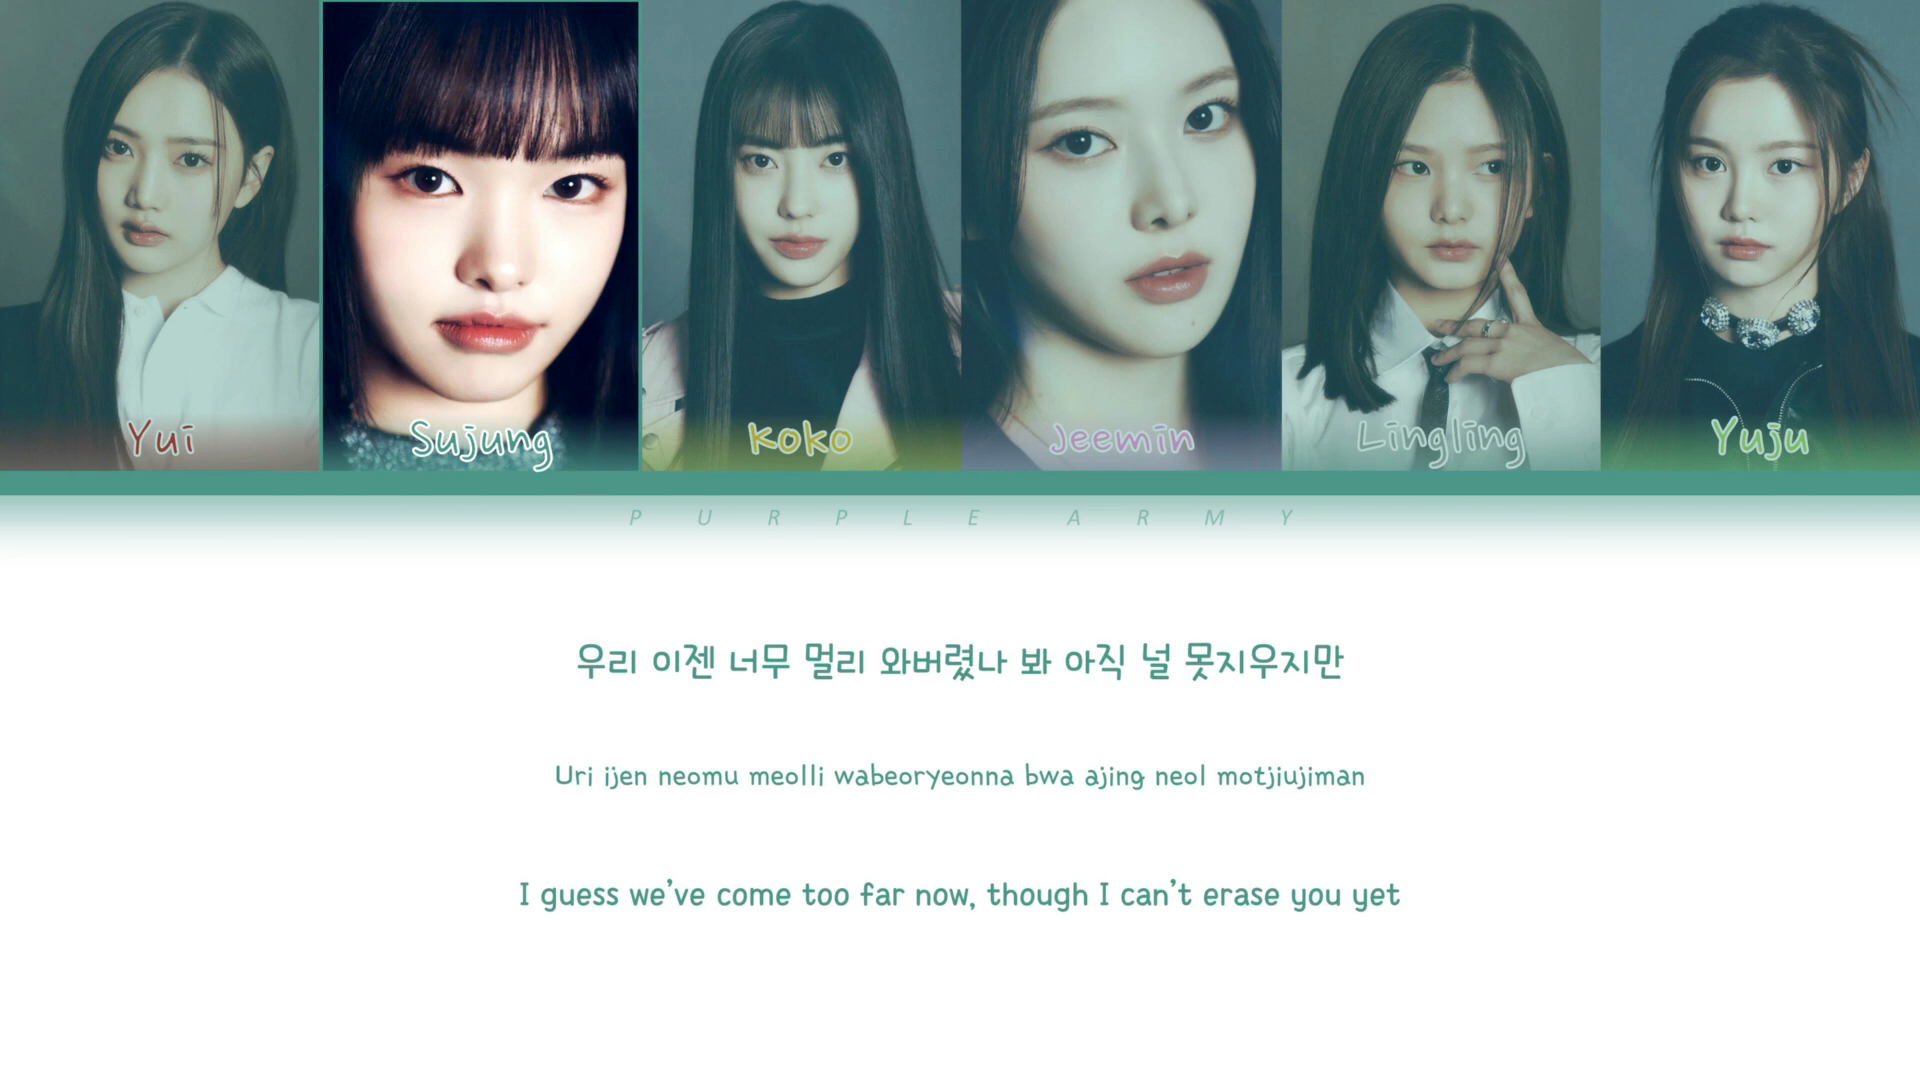 Yui
Sujung
Koko
Jeemin
Lingling
Yuju
PURPLE ARMY
우리 이젠 너무 멀리 와버렸나 봐 아직 널 못지우지만
Uri ijen neomu meolli wabeoryeonna bwa ajing neol motjiujiman
I guess we've come too far now, though I can't erase you yet